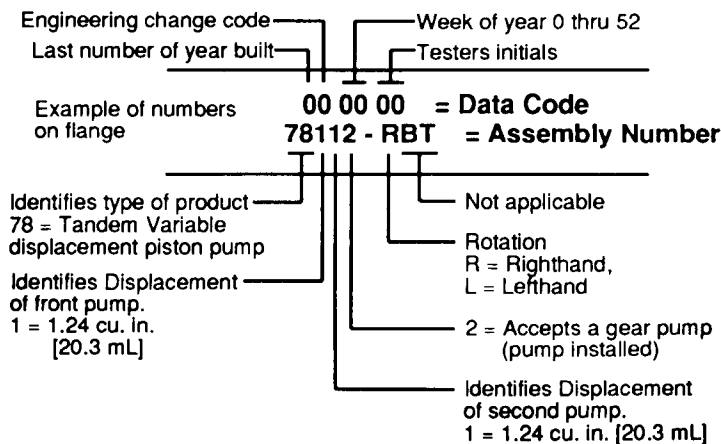 Engineering change code
Week of year 0 thru 52
Last number of year built
Testers initials
Example of numbers
on flange
00 00 00 = Data Code
78112 - RBT = Assembly Number
Identifies type of product
78 = Tandem Variable
displacement piston pump
Not applicable
Rotation
R = Righthand,
L = Lefthand
Identifies Displacement
of front pump.
1 = 1.24 cu. in.
[20.3 mL]
2 = Accepts a gear pump
(pump installed)
Identifies Displacement
of second pump.
1 = 1.24 cu. in. [20.3 mL]